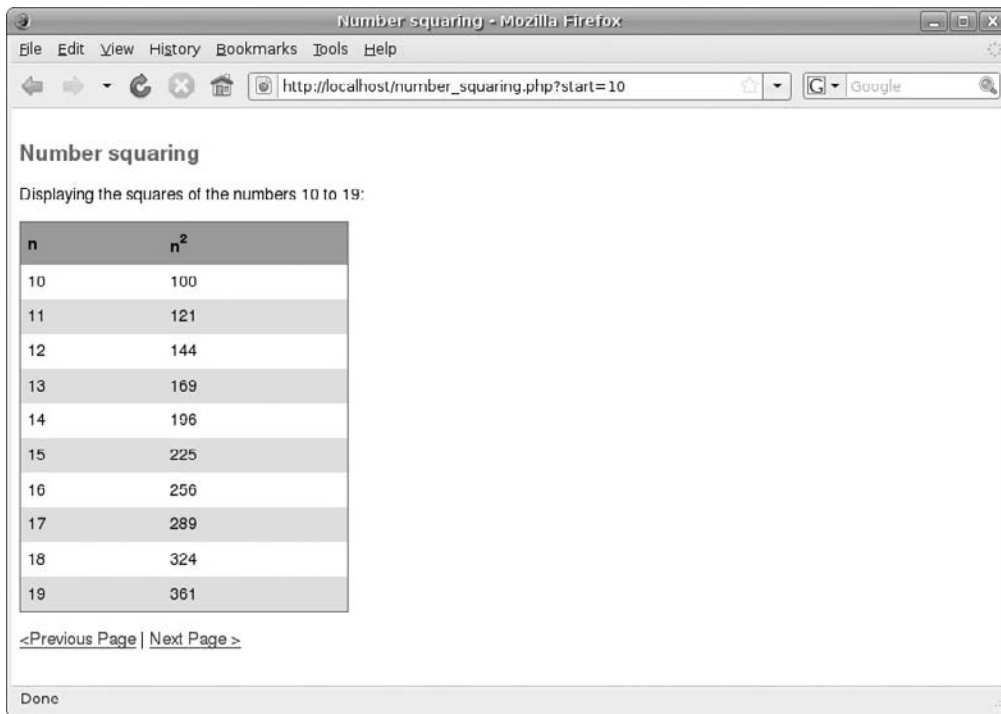 Number squaring - Mozilla Firefox
File Edit View History Bookmarks Tools Help
http://localhost/number_squaring.php?start=10 G Google
Number squaring
Displaying the squares of the numbers 10 to 19:
n n²
10 100
11 121
12 144
13 169
14 196
15 225
16 256
17 289
18 324
19 361
<Previous Page | Next Page >
Done